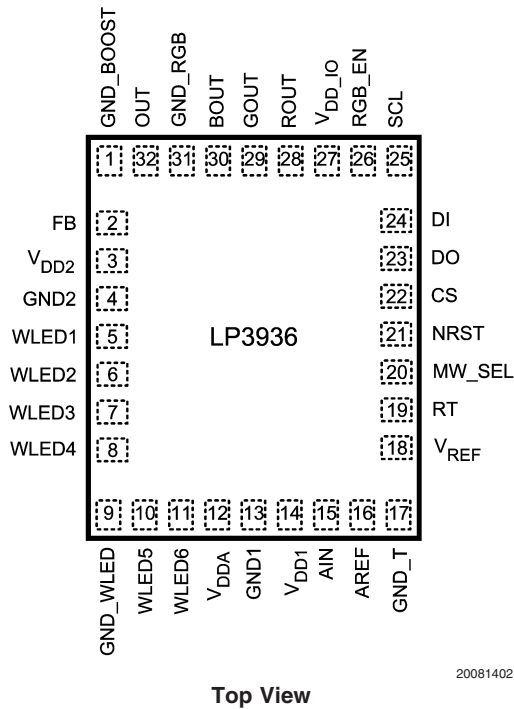 GND_BOOST
OUT
GND_RGB
BOUT
GOUT
ROUT
VDD_IO
RGB_EN
SCL
1 32 31 30 29 28 27 26 25
FB 2
VDD2 3
GND2 4
WLED1 5
WLED2 6
WLED3 7
WLED4 8
LP3936
24 DI
23 DO
22 CS
21 NRST
20 MW_SEL
19 RT
18 VREF
9 10 11 12 13 14 15 16 17
GND_WLED
WLED5
WLED6
VDDA
GND1
VDD1
AIN
AREF
GND_T
20081402
Top View